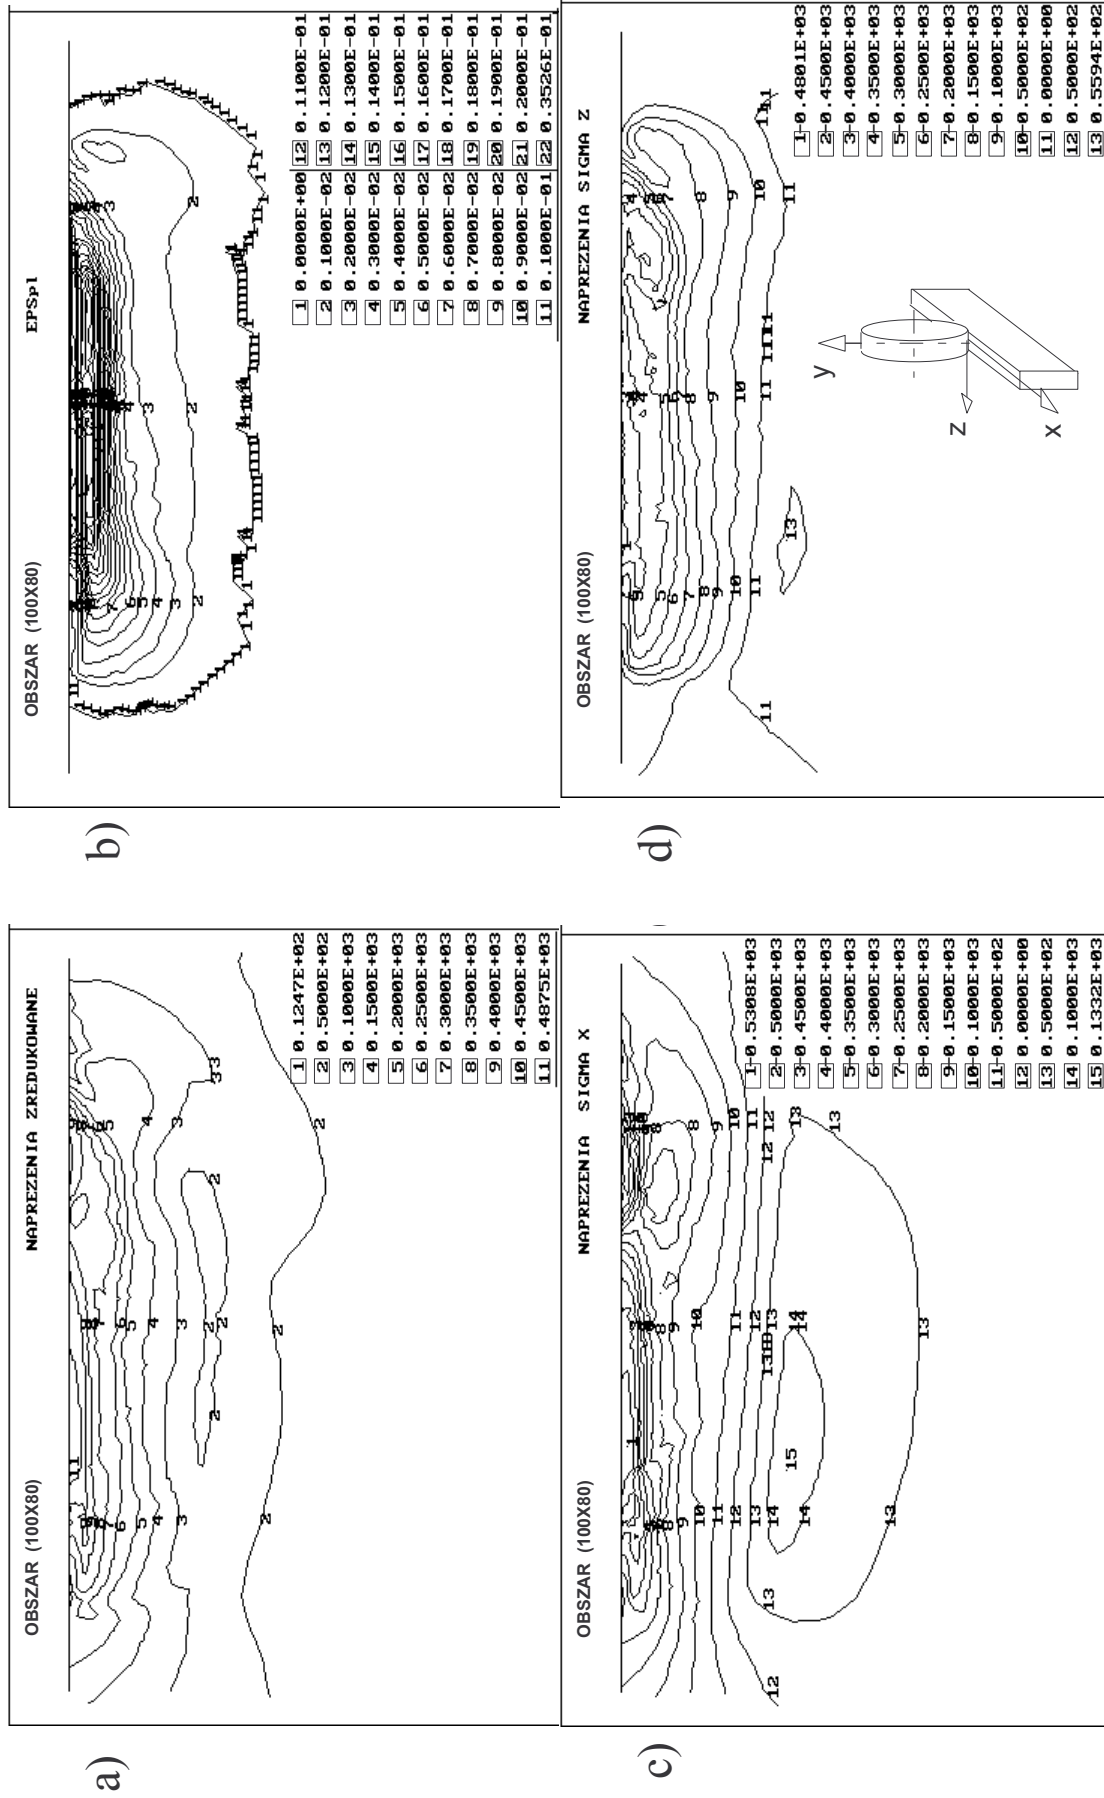 a)
OBSZAR (100X80)
NAPREZENIA ZREDUKOWANE
1 0.1247E+02
2 0.5000E+02
3 0.1000E+03
4 0.1500E+03
5 0.2000E+03
6 0.2500E+03
7 0.3000E+03
8 0.3500E+03
9 0.4000E+03
10 0.4500E+03
11 0.4875E+03
b)
OBSZAR (100X80)
EPSpl
1 0.0000E+00
2 0.1000E-02
3 0.2000E-02
4 0.3000E-02
5 0.4000E-02
6 0.5000E-02
7 0.6000E-02
8 0.7000E-02
9 0.8000E-02
10 0.9000E-02
11 0.1000E-01
12 0.1100E-01
13 0.1200E-01
14 0.1300E-01
15 0.1400E-01
16 0.1500E-01
17 0.1600E-01
18 0.1700E-01
19 0.1800E-01
20 0.1900E-01
21 0.2000E-01
22 0.3526E-01
c)
OBSZAR (100X80)
NAPREZENIA SIGMA X
1-0.5308E+03
2-0.5000E+03
3-0.4500E+03
4-0.4000E+03
5-0.3500E+03
6-0.3000E+03
7-0.2500E+03
8-0.2000E+03
9-0.1500E+03
10-0.1000E+03
11-0.5000E+02
12 0.0000E+00
13 0.5000E+02
14 0.1000E+03
15 0.1332E+03
d)
OBSZAR (100X80)
NAPREZENIA SIGMA Z
1-0.4801E+03
2-0.4500E+03
3-0.4000E+03
4-0.3500E+03
5-0.3000E+03
6-0.2500E+03
7-0.2000E+03
8-0.1500E+03
9-0.1000E+03
10-0.5000E+02
11 0.0000E+00
12 0.5000E+02
13 0.5594E+02
y
z
x